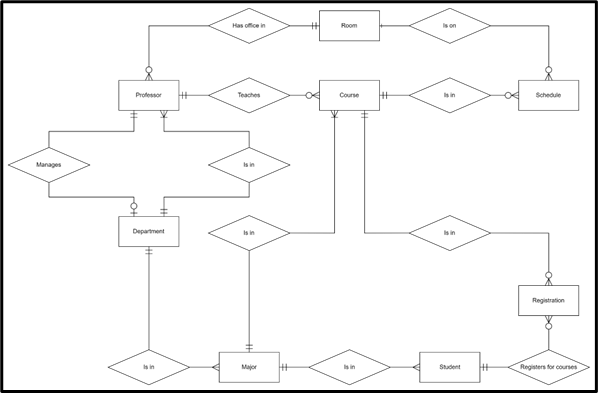 Has office in
Room
Is on
Professor
Teaches
Course
Is in
Schedule
Manages
Is in
Department
Is in
Is in
Registration
Is in
Major
Is in
Student
Registers for courses